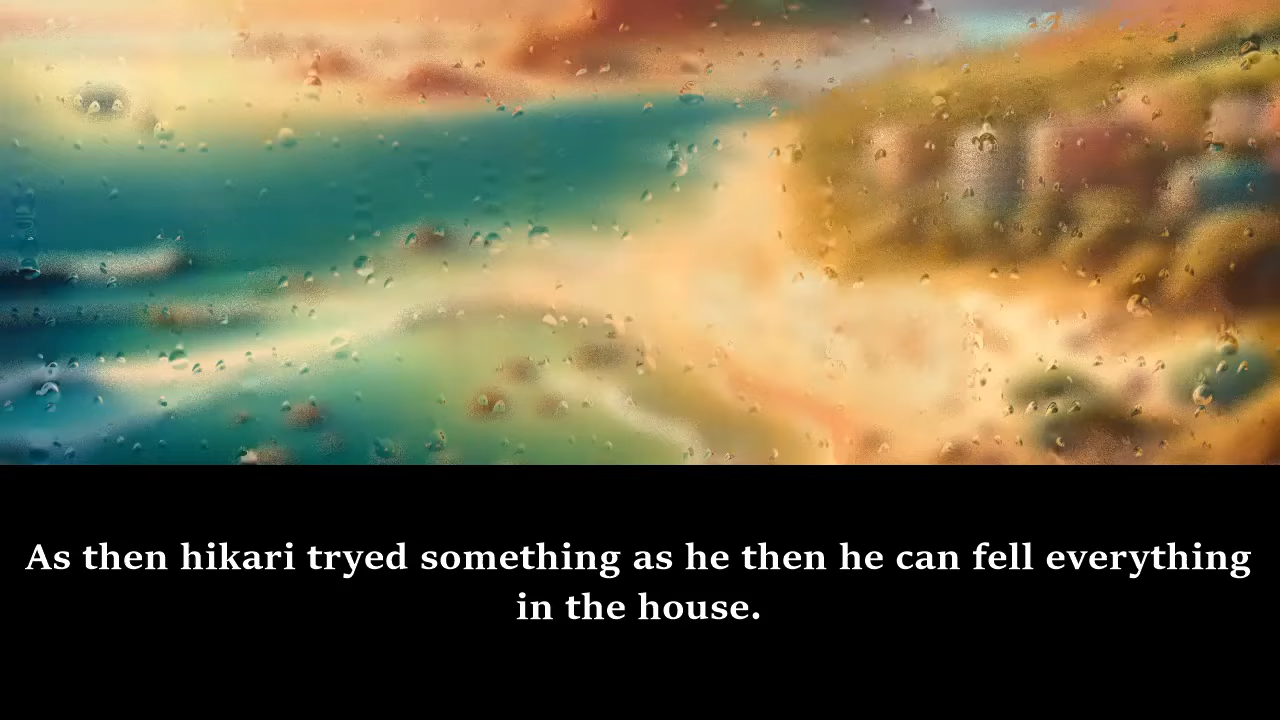 As then hikari tryed something as he then he can fell everything
in the house.